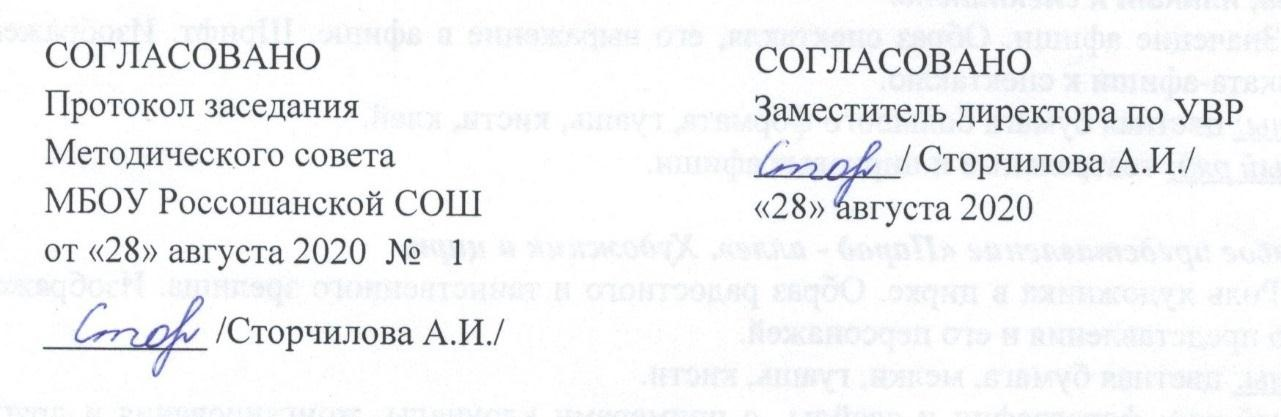 СОГЛАСОВАНО
Протокол заседания
Методического совета
МБОУ Россошанской СОШ
от «28» августа 2020 № 1
/Сторчилова А.И./
СОГЛАСОВАНО
Заместитель директора по УВР
/ Сторчилова А.И./
«28» августа 2020